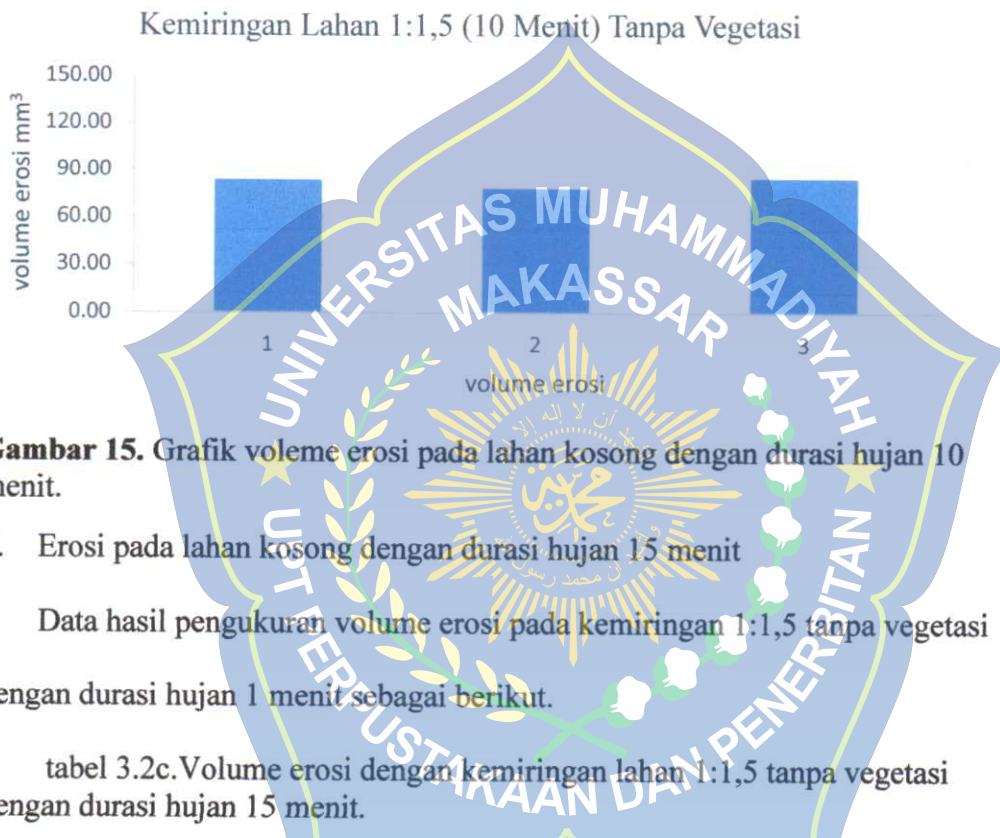 Kemiringan Lahan 1:1,5 (10 Menit) Tanpa Vegetasi
volume erosi mm³
150.00
120.00
90.00
60.00
30.00
0.00
1
2
3
volume erosi
UNIVERSITAS MUHAMMADIYAH
MAKASSAR
UPT PERPUSTAKAAN DAN PENERBITAN
ambar 15. Grafik voleme erosi pada lahan kosong dengan durasi hujan 10
enit.
. Erosi pada lahan kosong dengan durasi hujan 15 menit
Data hasil pengukuran volume erosi pada kemiringan 1:1,5 tanpa vegetasi
engan durasi hujan 1 menit sebagai berikut.
tabel 3.2c.Volume erosi dengan kemiringan lahan 1:1,5 tanpa vegetasi
engan durasi hujan 15 menit.